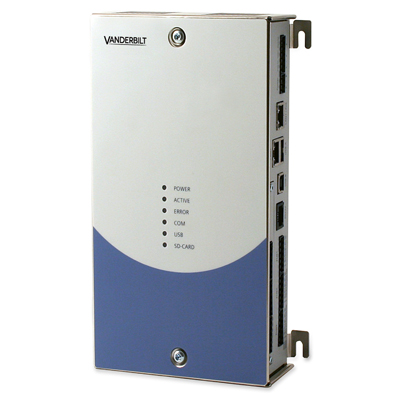 VANDERBILT
POWER
ACTIVE
ERROR
COM
USB
SD-CARD